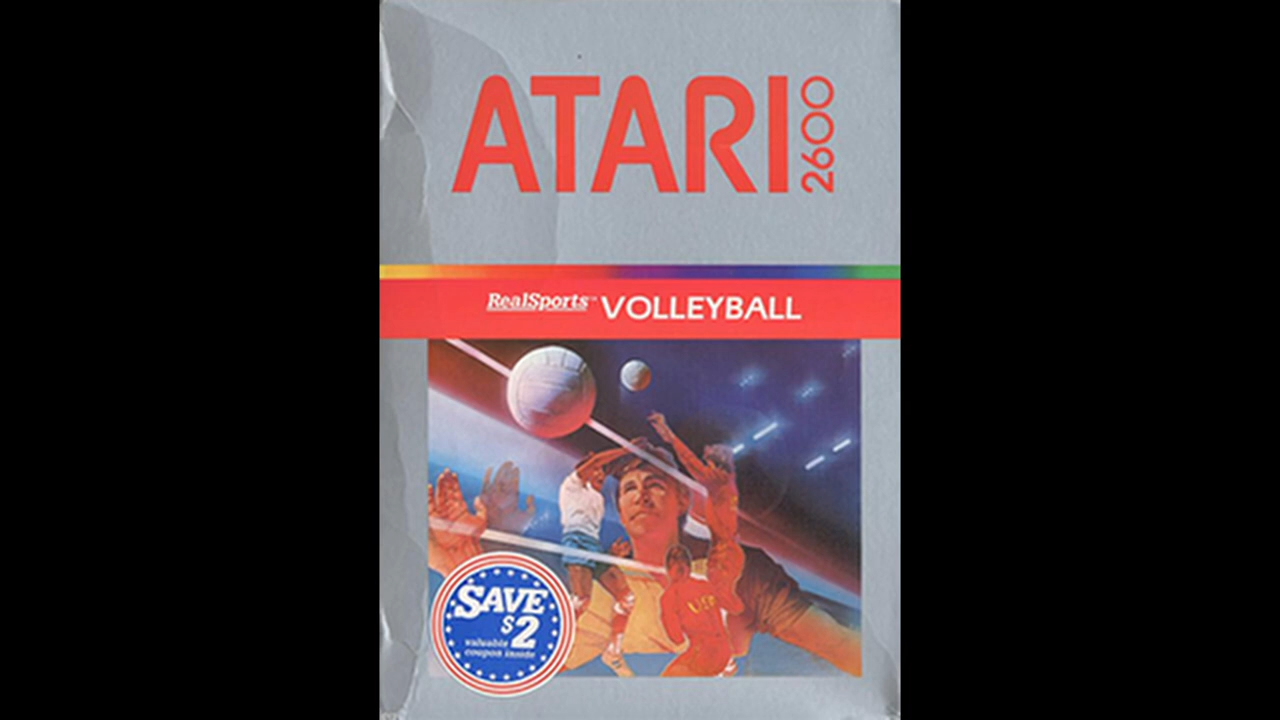 ATARI 2600
RealSports™ VOLLEYBALL
SAVE
$2
valuable
coupon inside